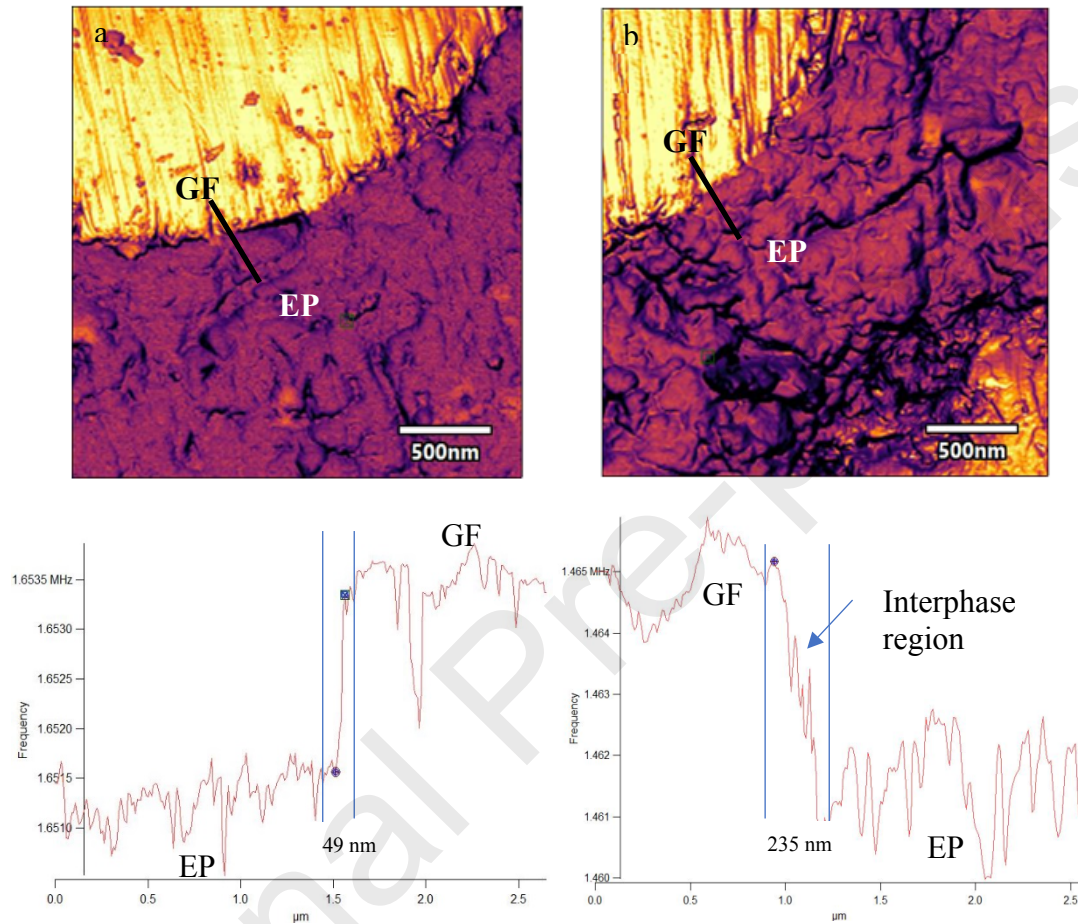 a
GF
EP
500nm
b
GF
EP
500nm
1.6535 MHz
1.6530
1.6525
1.6520
1.6515
1.6510
Frequency
GF
EP
49 nm
0.0
0.5
1.0
1.5
2.0
2.5
µm
1.465 MHz
1.464
1.463
1.462
1.461
1.460
Frequency
GF
Interphase
region
235 nm
EP
0.0
0.5
1.0
1.5
2.0
2.5
µm
nal Pre-p